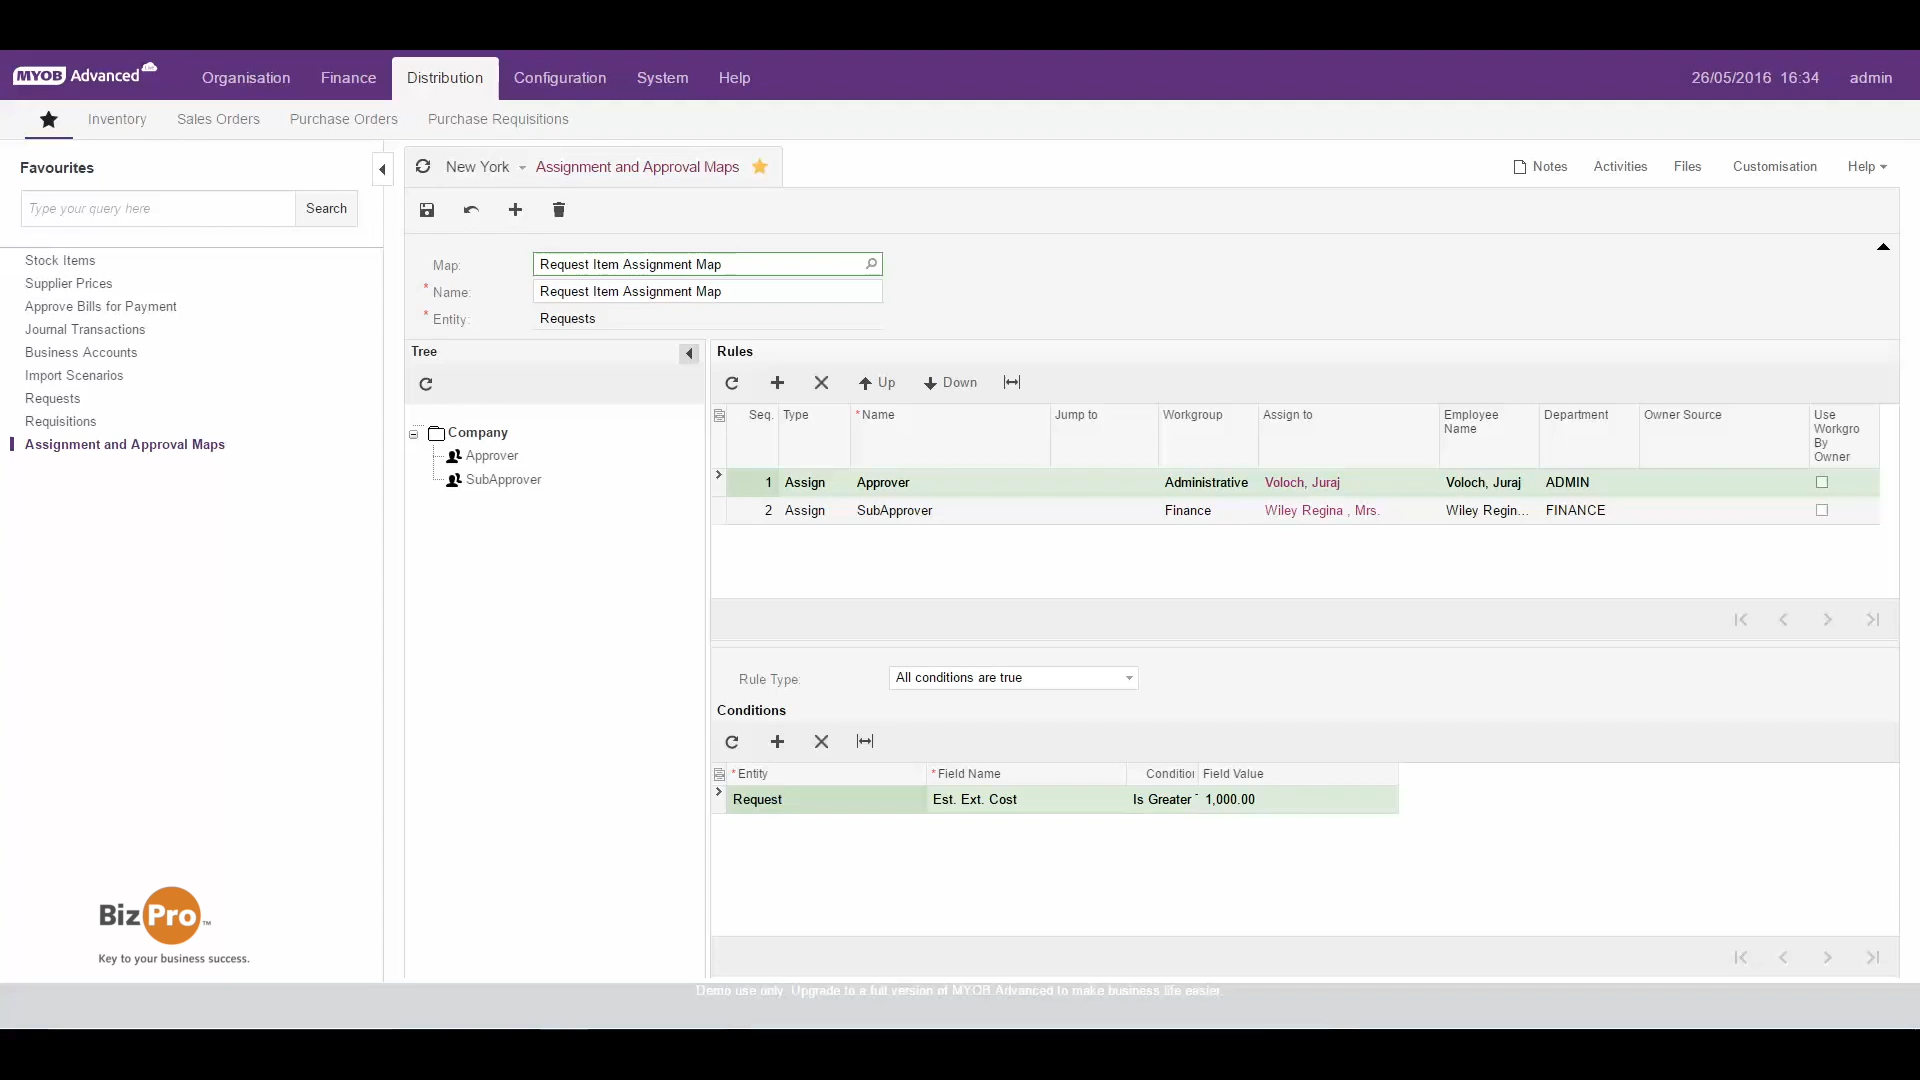 MYOB Advanced
Organisation Finance Distribution Configuration System Help
26/05/2016 16:34 admin
Inventory Sales Orders Purchase Orders Purchase Requisitions
Favourites
Type your query here Search
Stock Items
Supplier Prices
Approve Bills for Payment
Journal Transactions
Business Accounts
Import Scenarios
Requests
Requisitions
Assignment and Approval Maps
BizPro™
Key to your business success.
New York Assignment and Approval Maps
Notes Activities Files Customisation Help
Map: Request Item Assignment Map
* Name: Request Item Assignment Map
* Entity: Requests
Tree
Company
Approver
SubApprover
Rules
Up Down
Seq. Type * Name Jump to Workgroup Assign to Employee Name Department Owner Source Use Workgro By Owner
1 Assign Approver Administrative Voloch, Juraj Voloch, Juraj ADMIN
2 Assign SubApprover Finance Wiley Regina , Mrs. Wiley Regin... FINANCE
Rule Type: All conditions are true
Conditions
* Entity * Field Name Condition Field Value
Request Est. Ext. Cost Is Greater 1,000.00
Demo use only. Upgrade to a full version of MYOB Advanced to make business life easier.